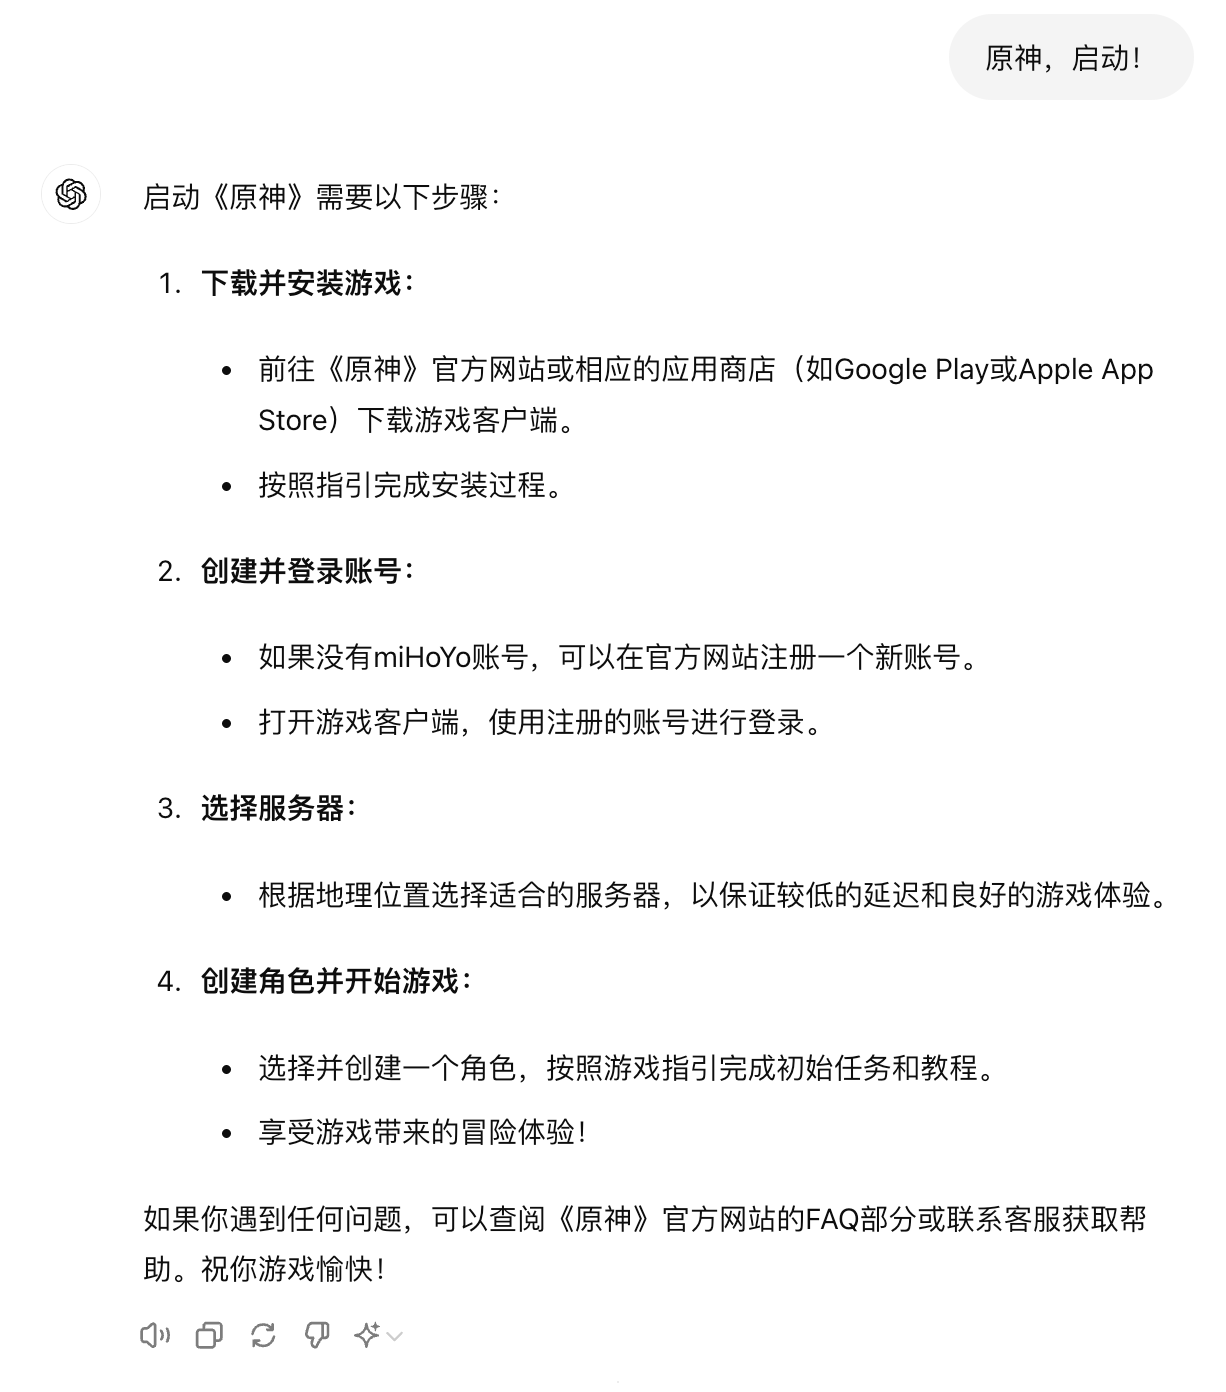 原神，启动！
启动《原神》需要以下步骤：
1. 下载并安装游戏：
• 前往《原神》官方网站或相应的应用商店（如Google Play或Apple App
Store）下载游戏客户端。
• 按照指引完成安装过程。
2. 创建并登录账号：
• 如果没有miHoYo账号，可以在官方网站注册一个新账号。
• 打开游戏客户端，使用注册的账号进行登录。
3. 选择服务器：
• 根据地理位置选择适合的服务器，以保证较低的延迟和良好的游戏体验。
4. 创建角色并开始游戏：
• 选择并创建一个角色，按照游戏指引完成初始任务和教程。
• 享受游戏带来的冒险体验！
如果你遇到任何问题，可以查阅《原神》官方网站的FAQ部分或联系客服获取帮
助。祝你游戏愉快！